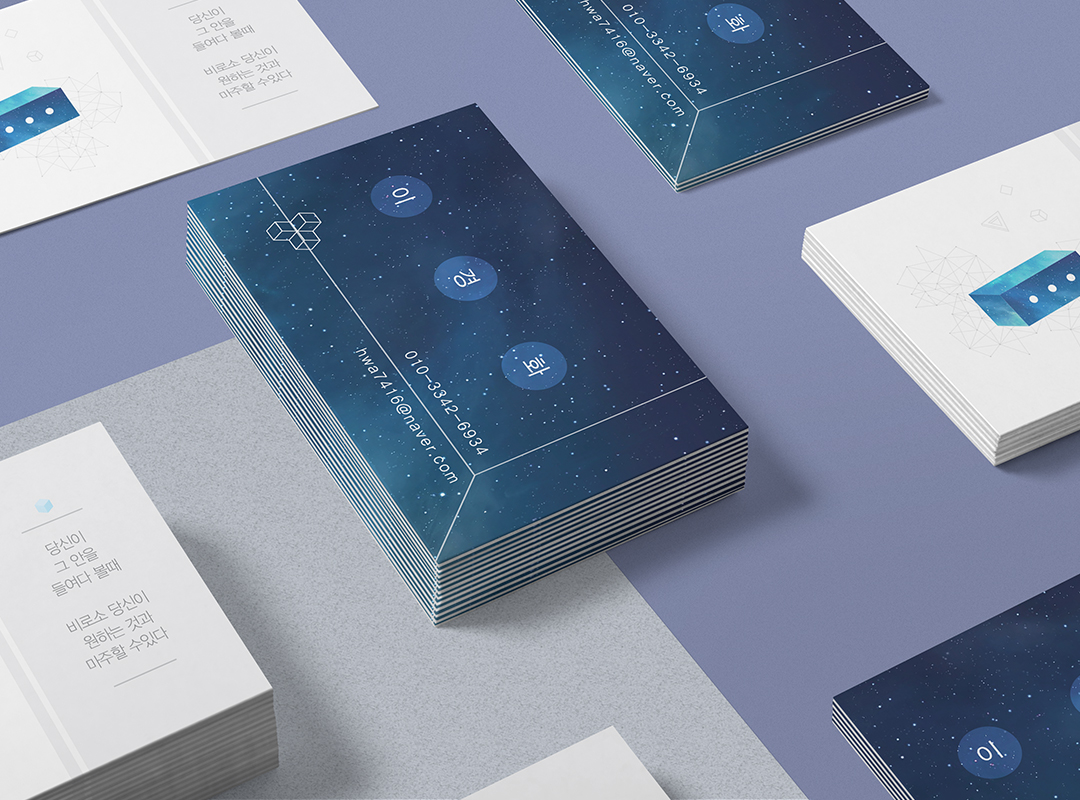 당신이
그 안을
들여다 볼때
비로소 당신이
원하는 것과
마주할 수있다
화
010-3342-6934
hwa7416@naver.com
이
경
화
010-3342-6934
hwa7416@naver.com
당신이
그 안을
들여다 볼때
비로소 당신이
원하는 것과
마주할 수있다
이